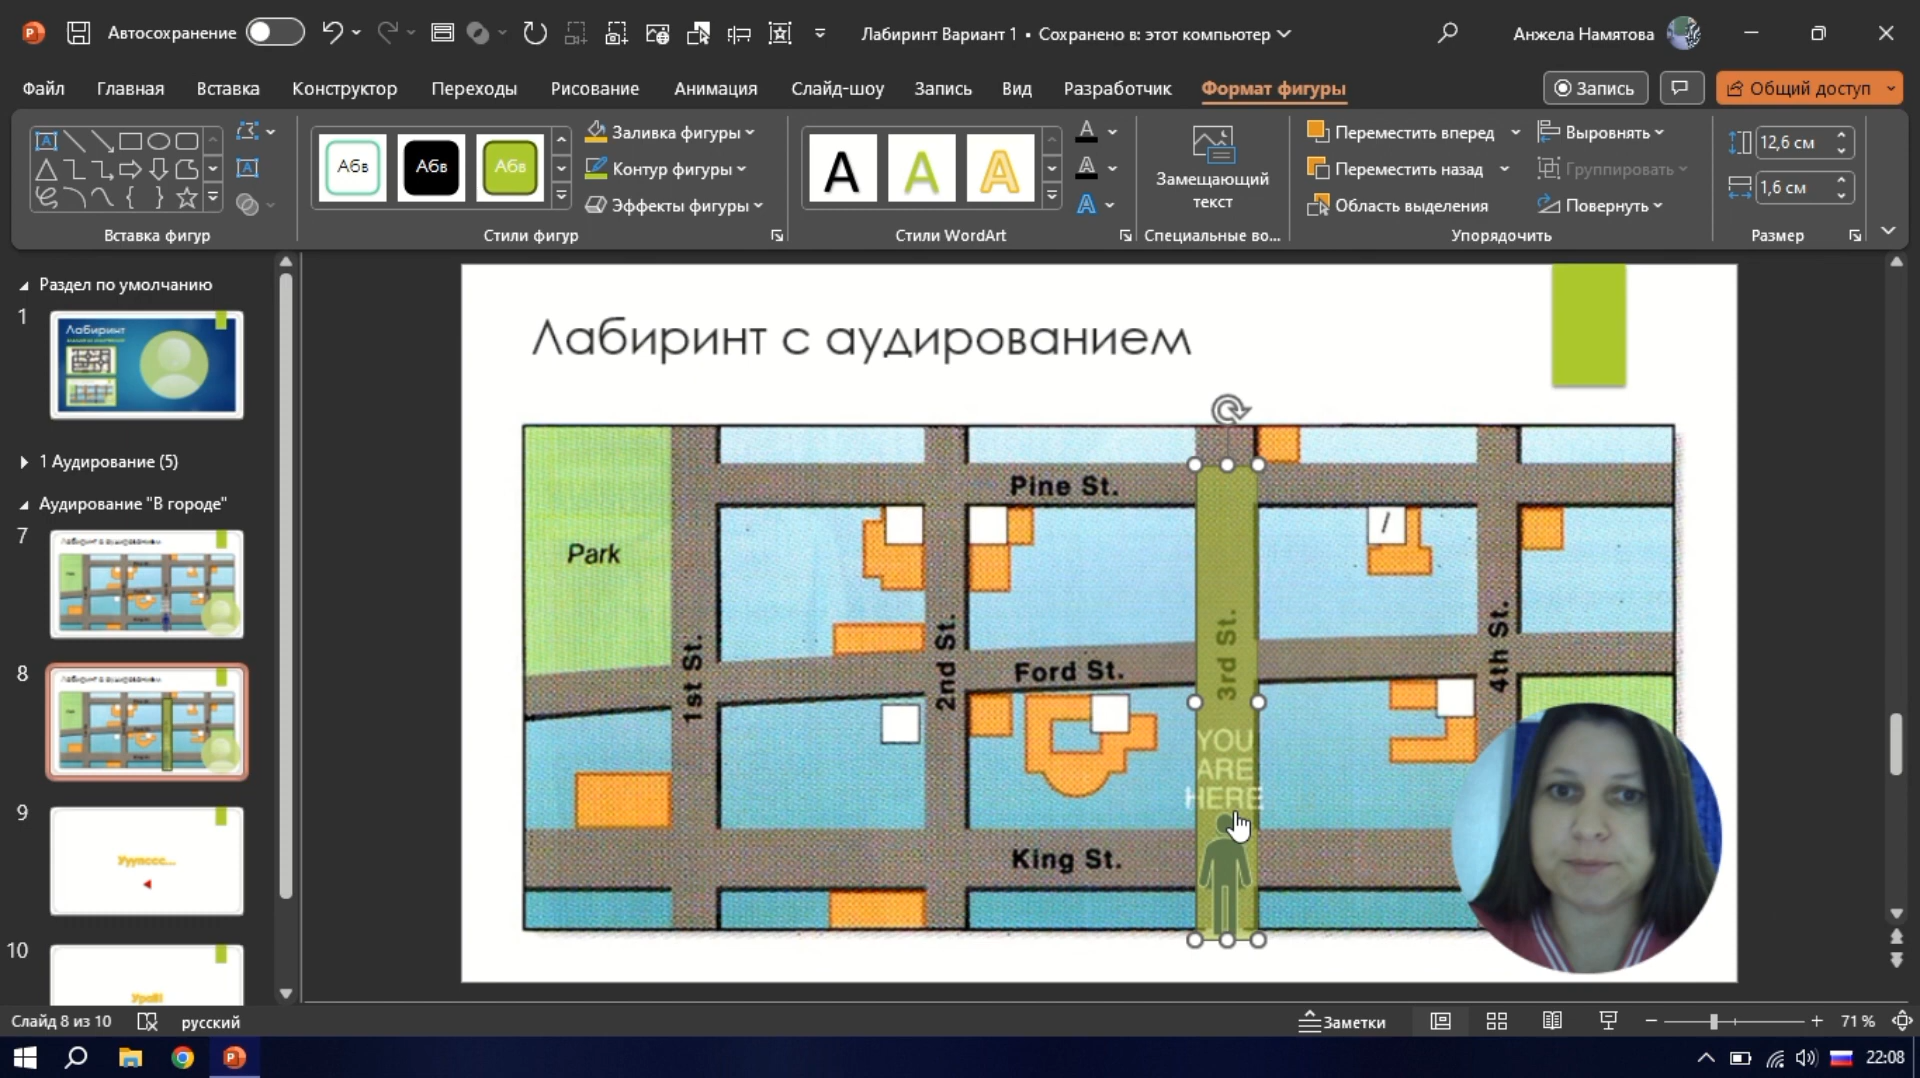 Автосохранение
Лабиринт Вариант 1 • Сохранено в: этот компьютер
Анжела Намятова
Файл
Главная
Вставка
Конструктор
Переходы
Рисование
Анимация
Слайд-шоу
Запись
Вид
Разработчик
Формат фигуры
Запись
Общий доступ
Абв
Абв
Абв
Заливка фигуры
Контур фигуры
Эффекты фигуры
A
A
A
Замещающий
текст
Переместить вперед
Переместить назад
Область выделения
Выровнять
Группировать
Повернуть
12,6 см
1,6 см
Вставка фигур
Стили фигур
Стили WordArt
Специальные во...
Упорядочить
Размер
Раздел по умолчанию
1
Лабиринт
1 Аудирование (5)
Аудирование "В городе"
7
Лабиринт с аудированием
8
Лабиринт с аудированием
9
Ууупссс...
10
Ура!!
Лабиринт с аудированием
Pine St.
Park
1st St.
2nd St.
Ford St.
3rd St.
4th St.
YOU
ARE
HERE
King St.
Слайд 8 из 10
русский
Заметки
71 %
22:08